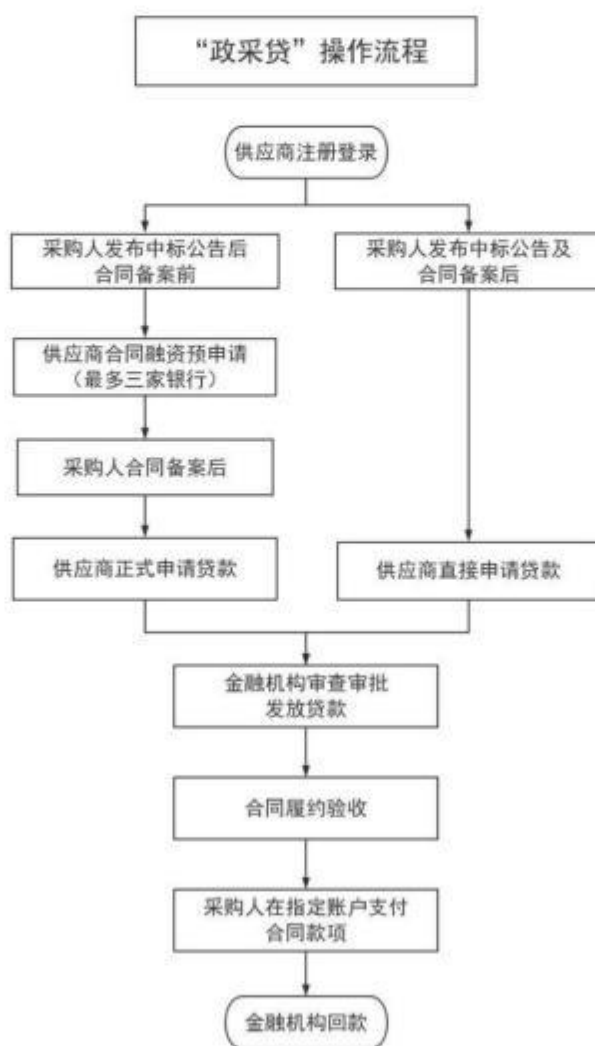 “政采贷”操作流程
供应商注册登录
采购人发布中标公告后
合同备案前
采购人发布中标公告及
合同备案后
供应商合同融资预申请
（最多三家银行）
采购人合同备案后
供应商正式申请贷款
供应商直接申请贷款
金融机构审查审批
发放贷款
合同履约验收
采购人在指定账户支付
合同款项
金融机构回款